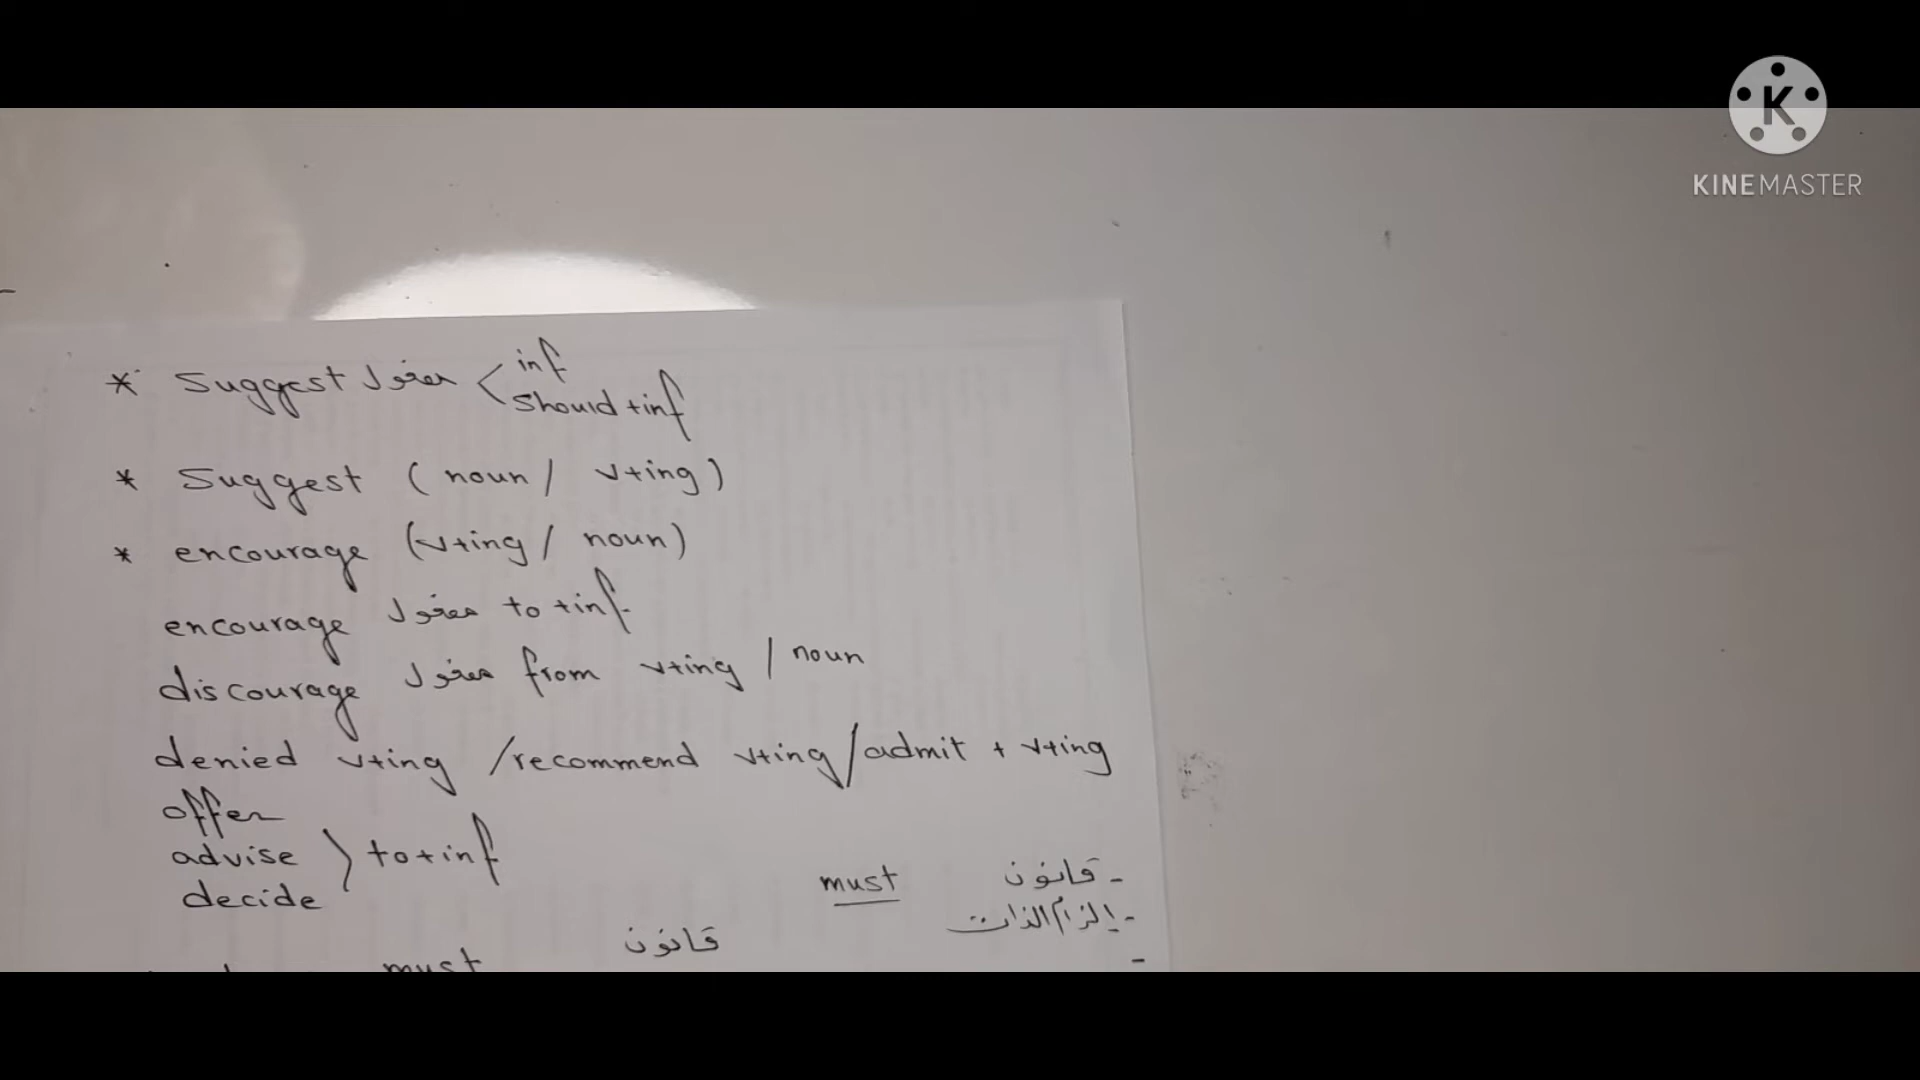 K
KINEMASTER
* Suggest مفعول < inf
should + inf
* Suggest ( noun / v+ing )
* encourage (v+ing / noun)
encourage مفعول to + inf.
discourage مفعول from v+ing / noun
denied v+ing / recommend v+ing / admit + v+ing
offer
advise } to + inf
decide
must - قانون
- إلزام الذات
must قانون
-